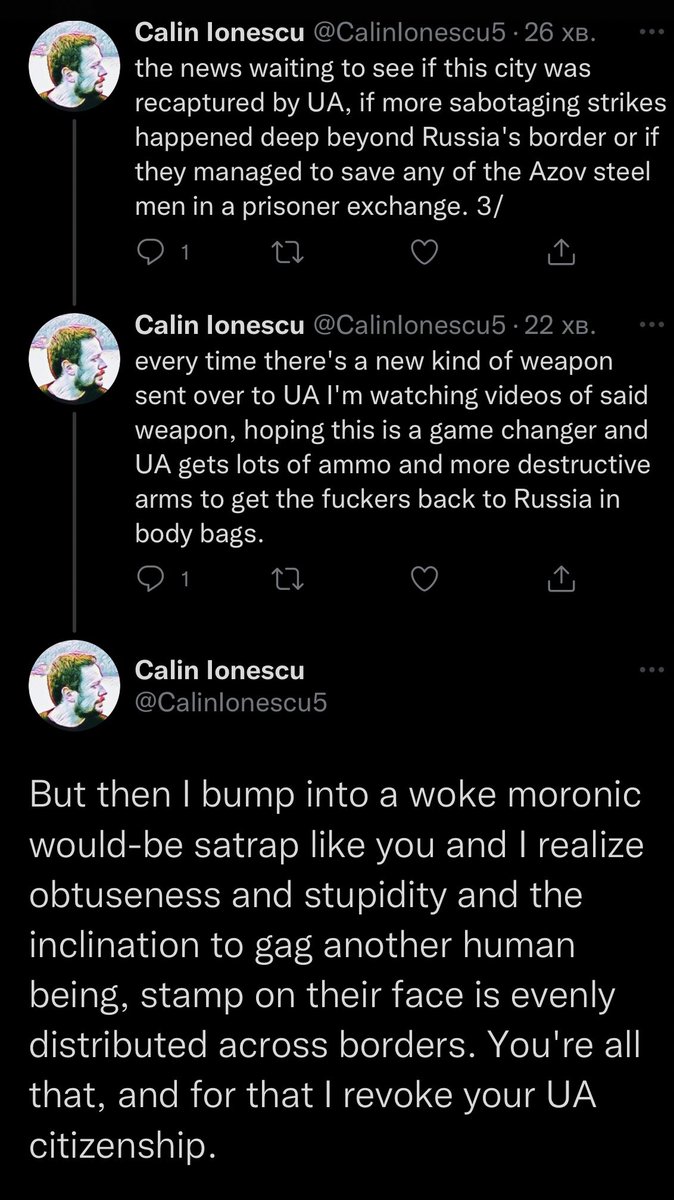 Calin Ionescu @CalinIonescu5 · 26 хв.
the news waiting to see if this city was
recaptured by UA, if more sabotaging strikes
happened deep beyond Russia's border or if
they managed to save any of the Azov steel
men in a prisoner exchange. 3/
1
Calin Ionescu @CalinIonescu5 · 22 хв.
every time there's a new kind of weapon
sent over to UA I'm watching videos of said
weapon, hoping this is a game changer and
UA gets lots of ammo and more destructive
arms to get the fuckers back to Russia in
body bags.
1
Calin Ionescu
@CalinIonescu5
But then I bump into a woke moronic
would-be satrap like you and I realize
obtuseness and stupidity and the
inclination to gag another human
being, stamp on their face is evenly
distributed across borders. You're all
that, and for that I revoke your UA
citizenship.